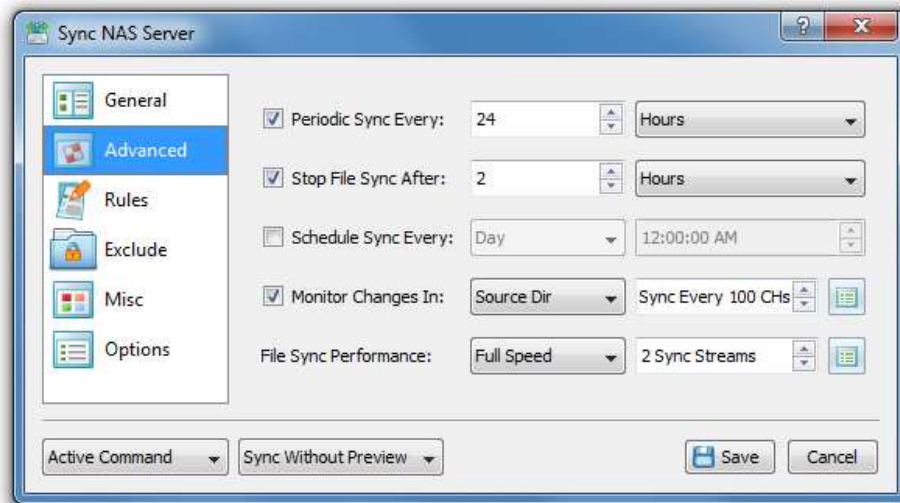 Sync NAS Server
General
Advanced
Rules
Exclude
Misc
Options
Periodic Sync Every: 24 Hours
Stop File Sync After: 2 Hours
Schedule Sync Every: Day 12:00:00 AM
Monitor Changes In: Source Dir Sync Every 100 CHs
File Sync Performance: Full Speed 2 Sync Streams
Active Command Sync Without Preview Save Cancel